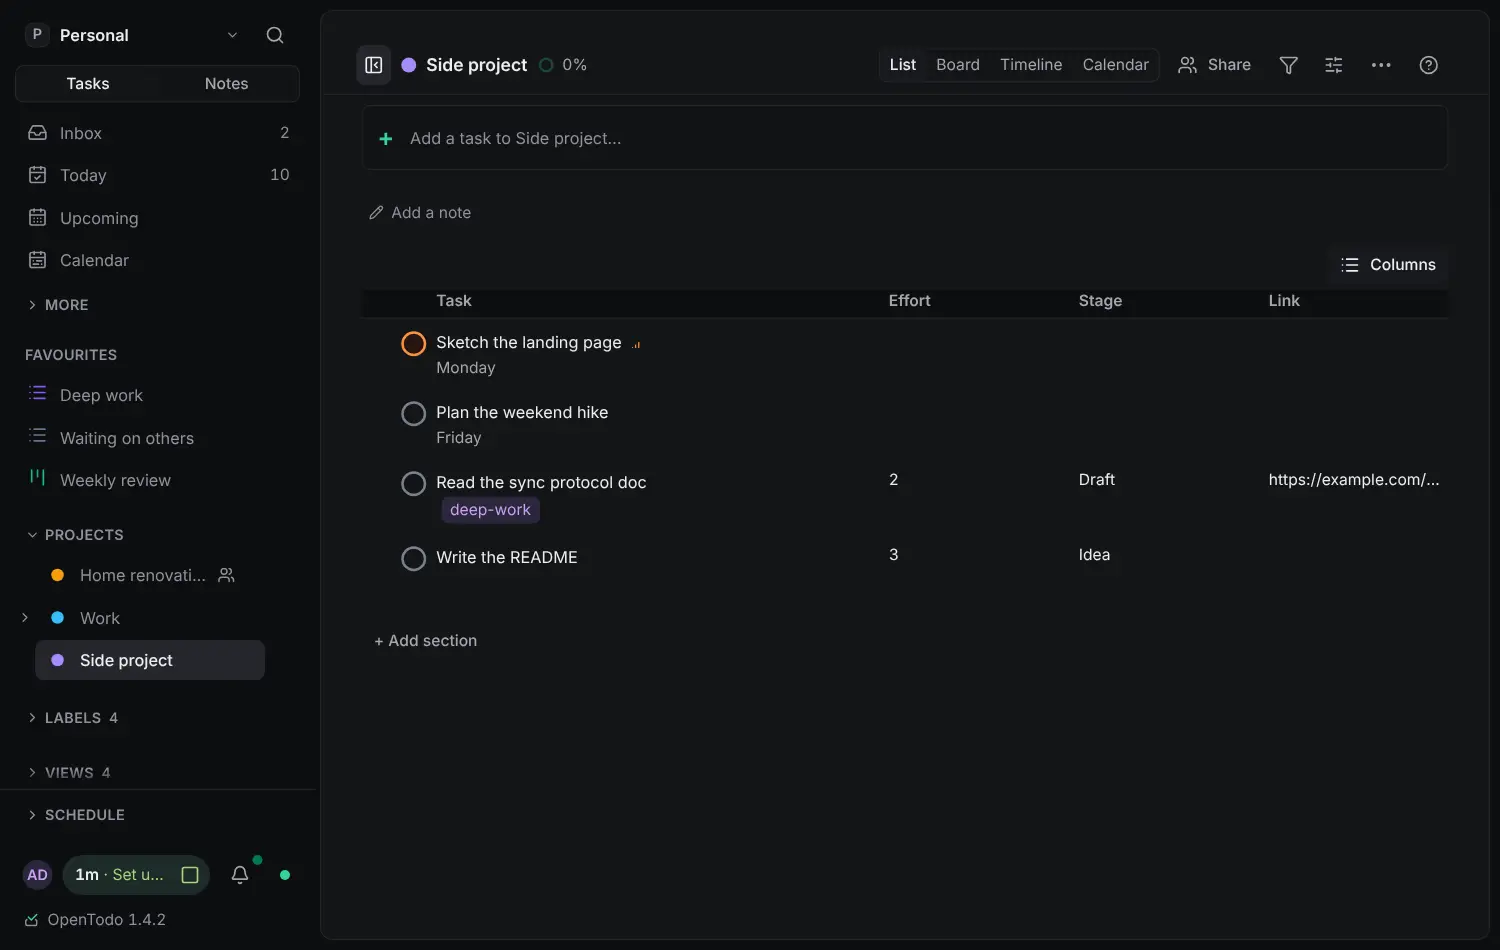 P Personal
Tasks Notes
Inbox 2
Today 10
Upcoming
Calendar
MORE
FAVOURITES
Deep work
Waiting on others
Weekly review
PROJECTS
Home renovati...
Work
Side project
LABELS 4
VIEWS 4
SCHEDULE
AD 1m · Set u...
OpenTodo 1.4.2
Side project 0%
List Board Timeline Calendar Share
+ Add a task to Side project...
Add a note
Columns
Task Effort Stage Link
Sketch the landing page
Monday
Plan the weekend hike
Friday
Read the sync protocol doc 2 Draft https://example.com/...
deep-work
Write the README 3 Idea
+ Add section